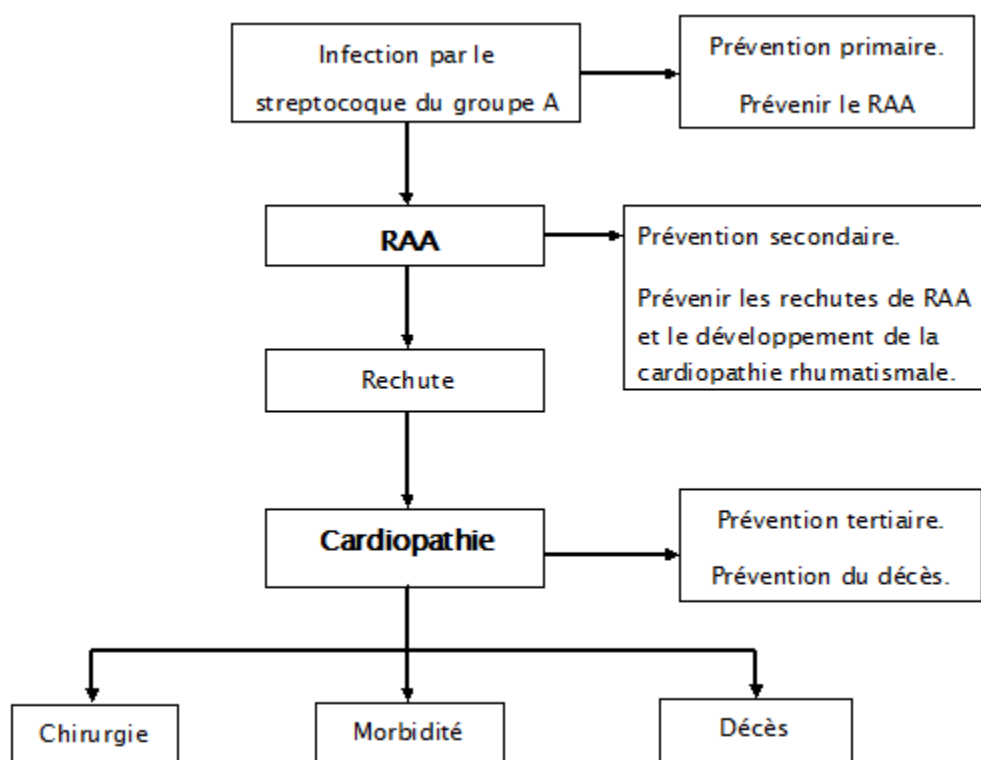 Infection par le
streptocoque du groupe A
Prévention primaire.
Prévenir le RAA
RAA
Prévention secondaire.
Prévenir les rechutes de RAA
et le développement de la
cardiopathie rhumatismale.
Rechute
Cardiopathie
Prévention tertiaire.
Prévention du décès.
Chirurgie
Morbidité
Décès